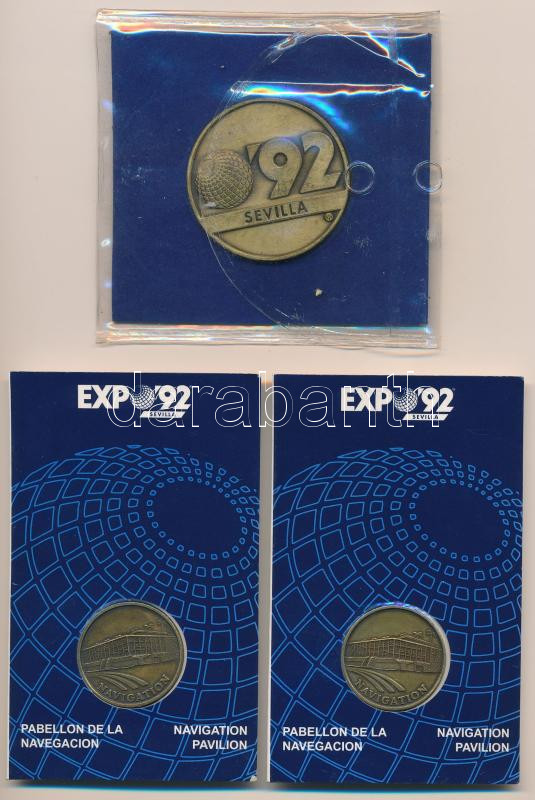 '92
SEVILLA
®
darabanth
EXPO'92
SEVILLA
NAVIGATION
PABELLON DE LA
NAVEGACION
NAVIGATION
PAVILION
EXPO'92
SEVILLA
NAVIGATION
PABELLON DE LA
NAVEGACION
NAVIGATION
PAVILION